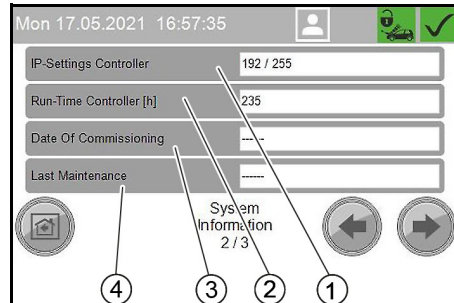 Mon 17.05.2021 16:57:35
IP-Settings Controller 192 / 255
Run-Time Controller [h] 235
Date Of Commissioning -----
Last Maintenance ------
System
Information
2 / 3
4 3 2 1